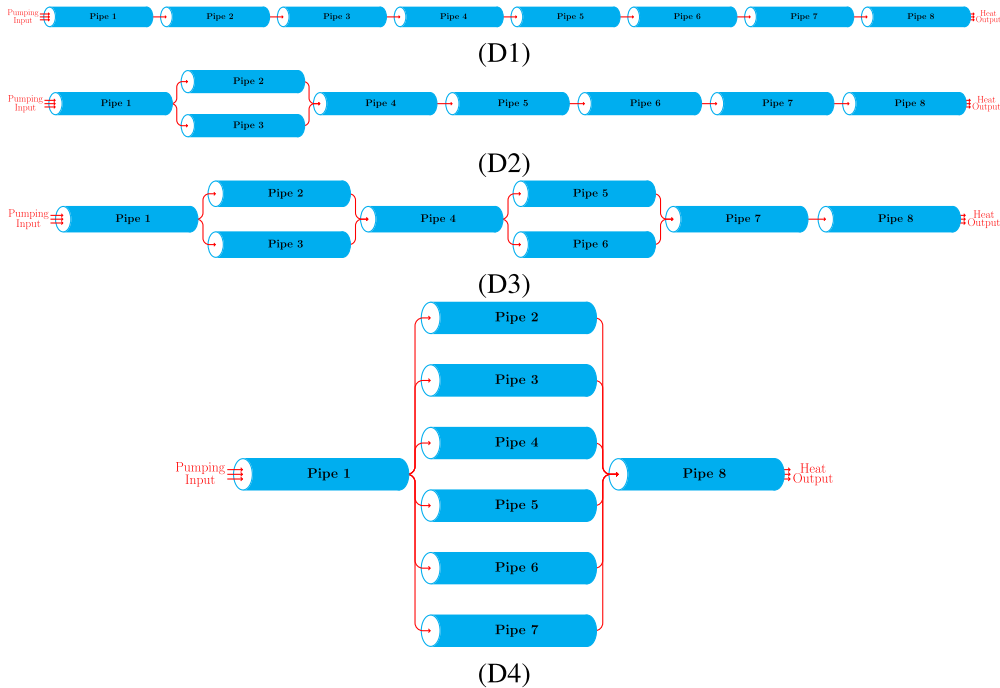 Pumping
Input
Pipe 1
Pipe 2
Pipe 3
Pipe 4
Pipe 5
Pipe 6
Pipe 7
Pipe 8
Heat
Output
(D1)
Pumping
Input
Pipe 1
Pipe 2
Pipe 3
Pipe 4
Pipe 5
Pipe 6
Pipe 7
Pipe 8
Heat
Output
(D2)
Pumping
Input
Pipe 1
Pipe 2
Pipe 3
Pipe 4
Pipe 5
Pipe 6
Pipe 7
Pipe 8
Heat
Output
(D3)
Pumping
Input
Pipe 1
Pipe 2
Pipe 3
Pipe 4
Pipe 5
Pipe 6
Pipe 7
Pipe 8
Heat
Output
(D4)